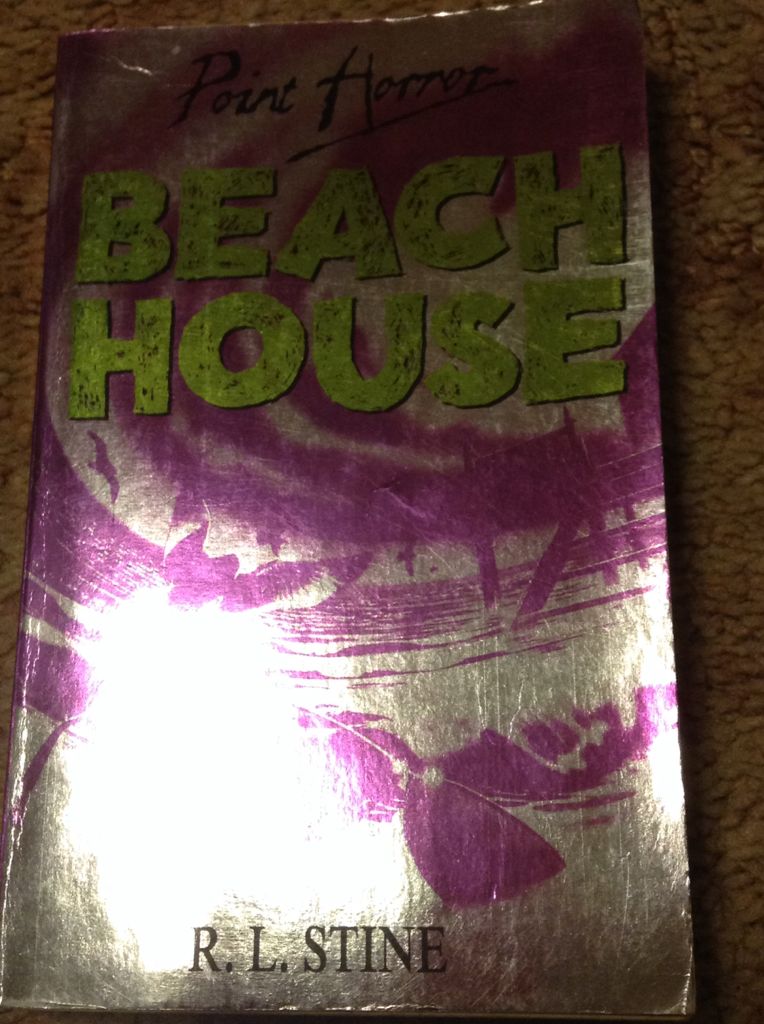 Point Horror
BEACH
HOUSE
R. L. STINE